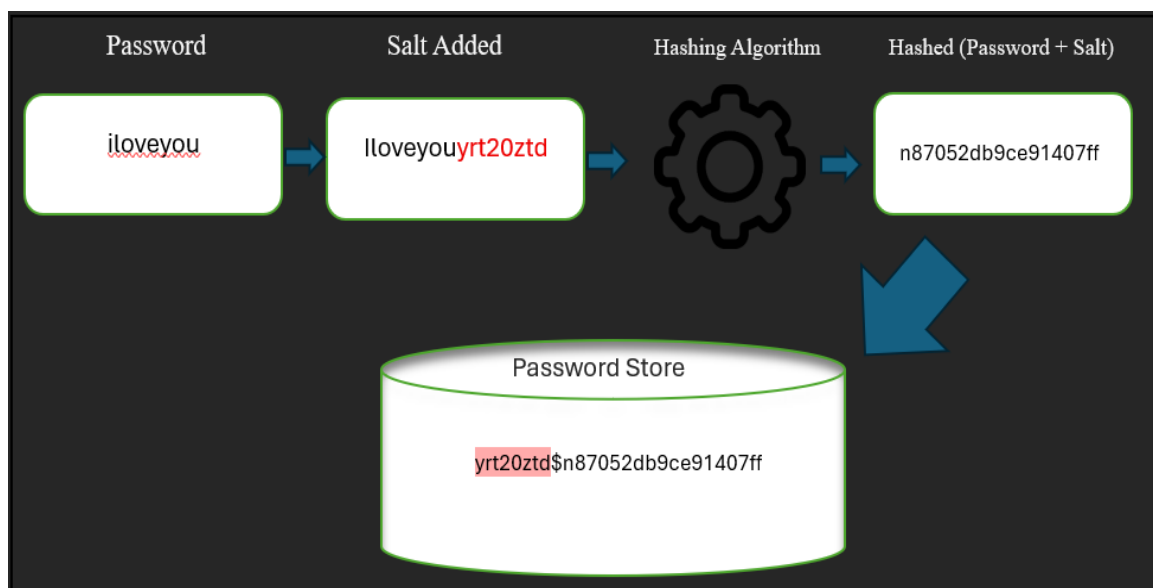 Password
Salt Added
Hashing Algorithm
Hashed (Password + Salt)
iloveyou
Iloveyouyrt20ztd
n87052db9ce91407ff
Password Store
yrt20ztd$n87052db9ce91407ff